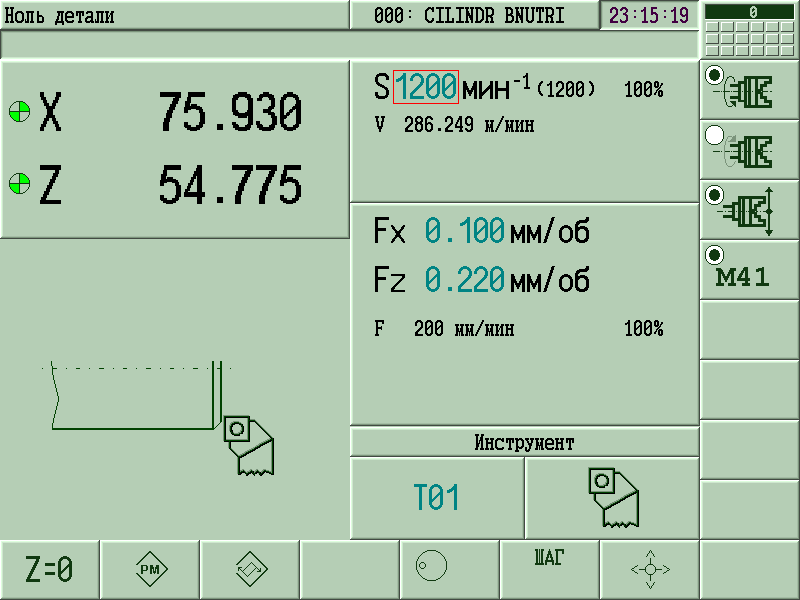 Ноль детали
000: CILINDR BNUTRI
23:15:19
0
X 75.930
Z 54.775
S 1200 мин-1 (1200) 100%
V 286.249 м/мин
Fx 0.100 мм/об
Fz 0.220 мм/об
F 200 мм/мин 100%
M41
Инструмент
T01
Z=0
PM
ШАГ